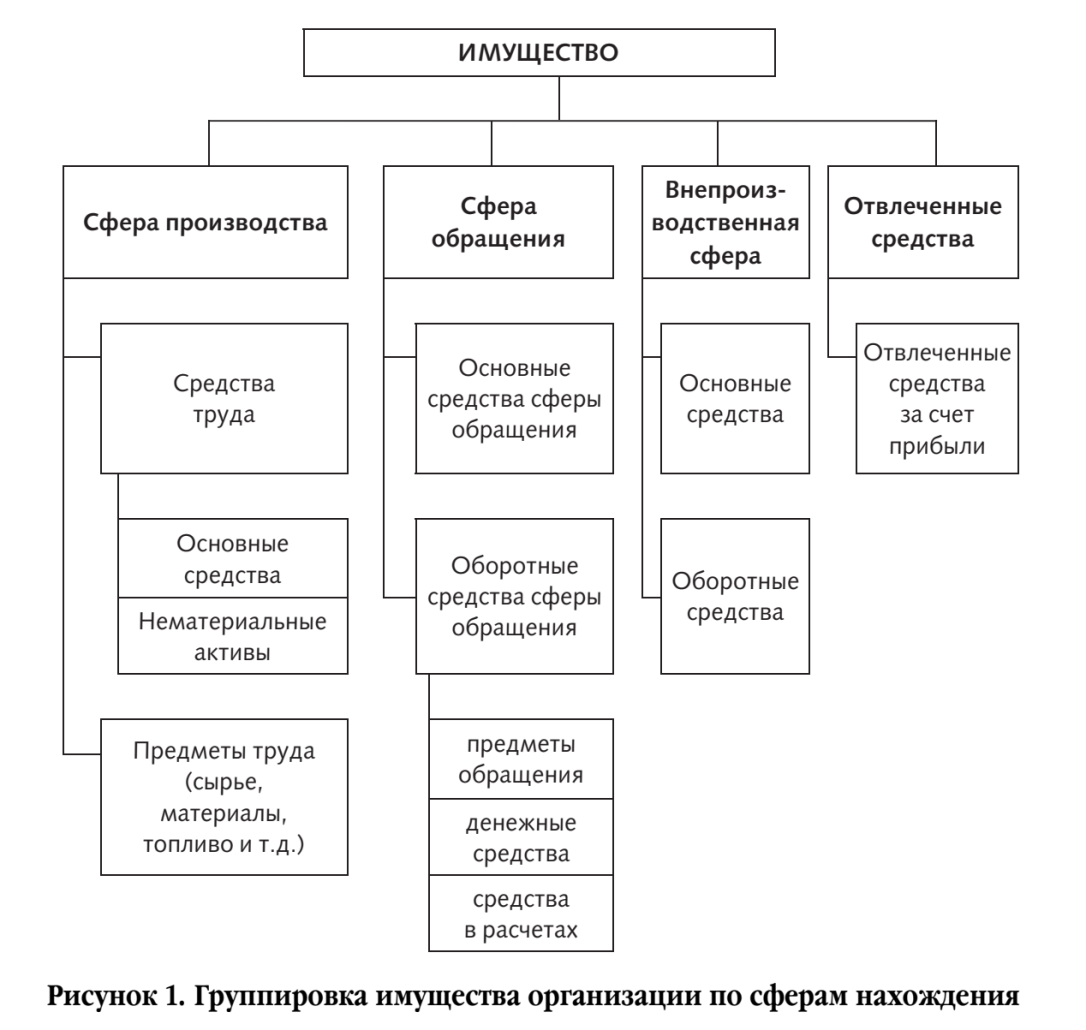 ИМУЩЕСТВО
Сфера производства
Сфера
обращения
Внепроиз-
водственная
сфера
Отвлеченные
средства
Средства
труда
Основные
средства
Нематериальные
активы
Предметы труда
(сырье,
материалы,
топливо и т.д.)
Основные
средства сферы
обращения
Оборотные
средства сферы
обращения
предметы
обращения
денежные
средства
средства
в расчетах
Основные
средства
Оборотные
средства
Отвлеченные
средства
за счет
прибыли
Рисунок 1. Группировка имущества организации по сферам нахождения